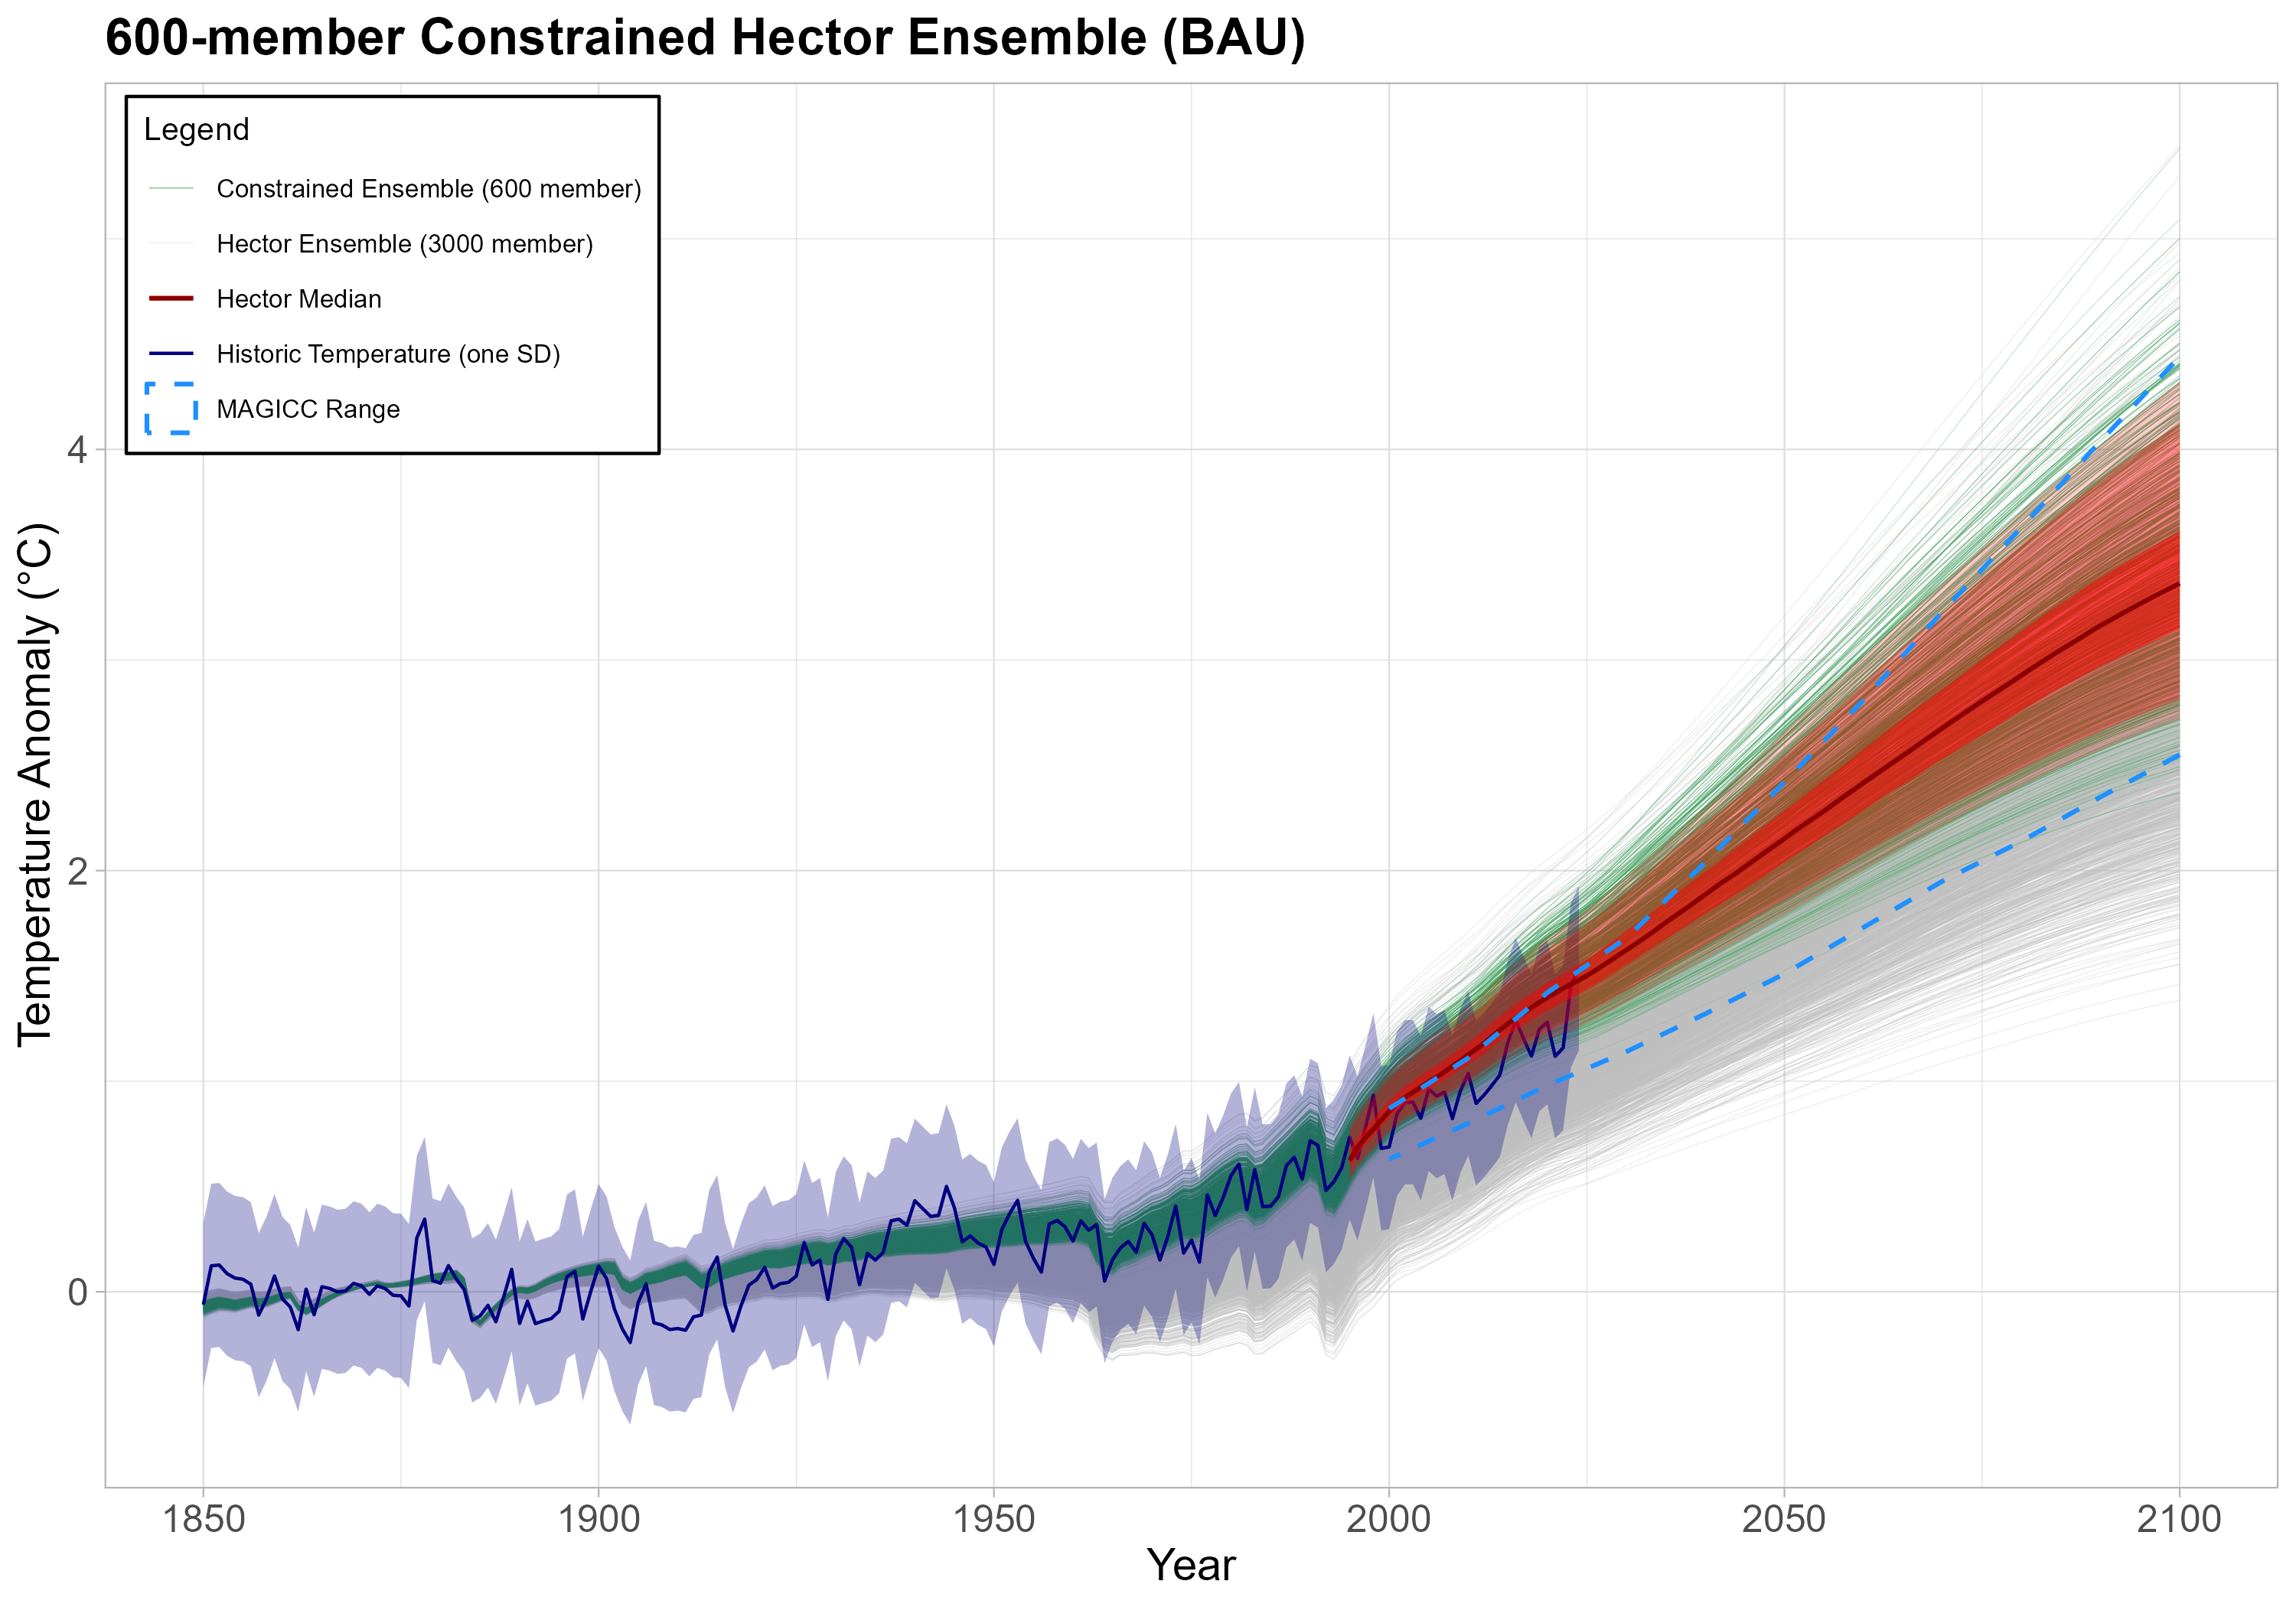 600-member Constrained Hector Ensemble (BAU)
Legend
Constrained Ensemble (600 member)
Hector Ensemble (3000 member)
Hector Median
Historic Temperature (one SD)
MAGICC Range
Temperature Anomaly (°C)
4
2
0
1850 1900 1950 2000 2050 2100
Year